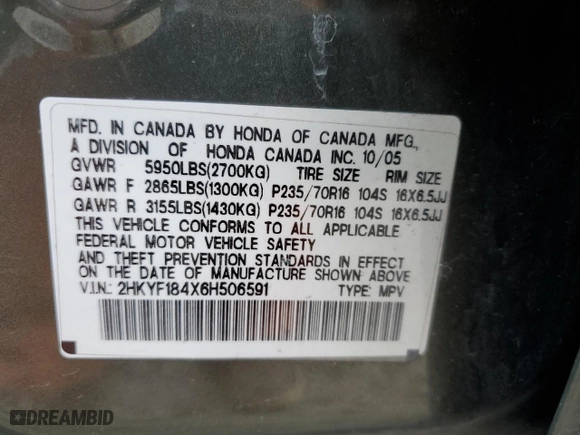 MFD. IN CANADA BY HONDA OF CANADA MFG.,
A DIVISION OF HONDA CANADA INC. 10/05
GVWR 5950LBS(2700KG) TIRE SIZE RIM SIZE
GAWR F 2865LBS(1300KG) P235/70R16 104S 16X6.5JJ
GAWR R 3155LBS(1430KG) P235/70R16 104S 16X6.5JJ
THIS VEHICLE CONFORMS TO ALL APPLICABLE
FEDERAL MOTOR VEHICLE SAFETY
AND THEFT PREVENTION STANDARDS IN EFFECT
ON THE DATE OF MANUFACTURE SHOWN ABOVE
V.I.N.: 2HKYF184X6H506591 TYPE: MPV
DREAMBID